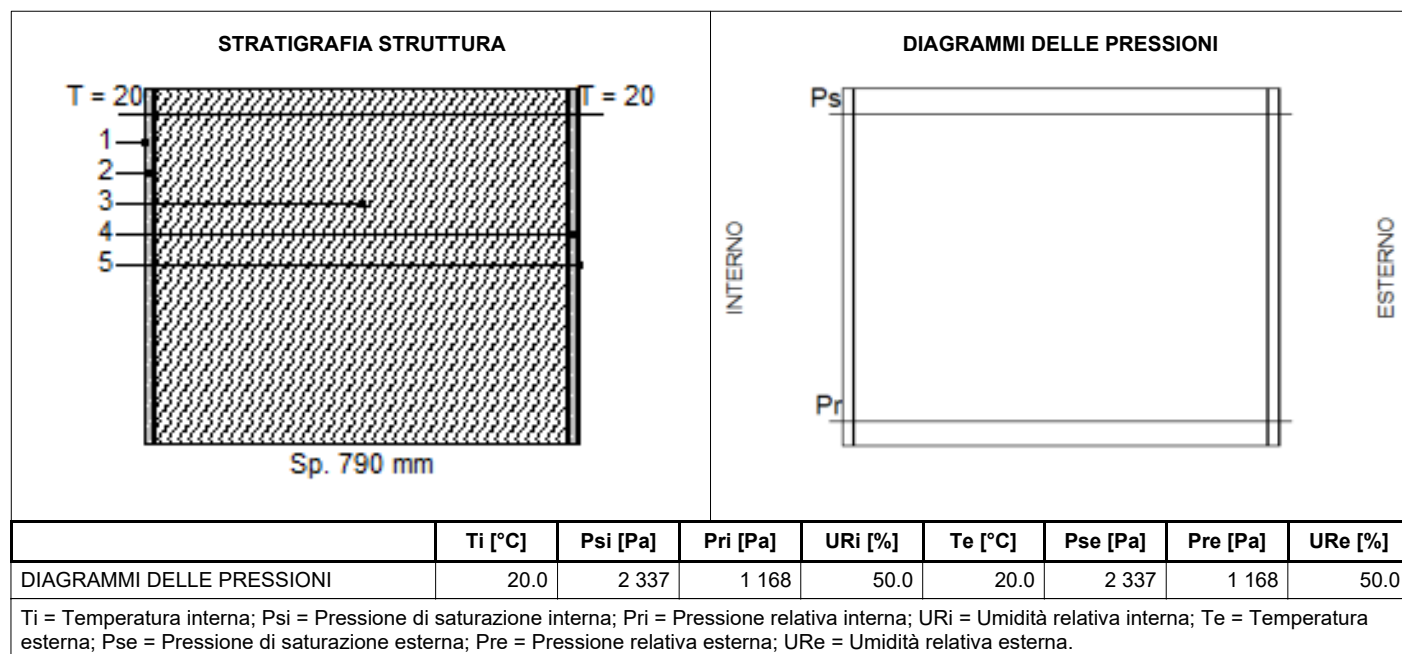 STRATIGRAFIA STRUTTURA
T = 20
T = 20
1
2
3
4
5
Sp. 790 mm
DIAGRAMMI DELLE PRESSIONI
Ps
Pr
INTERNO
ESTERNO
Ti [°C] Psi [Pa] Pri [Pa] URi [%] Te [°C] Pse [Pa] Pre [Pa] URe [%]
DIAGRAMMI DELLE PRESSIONI 20.0 2 337 1 168 50.0 20.0 2 337 1 168 50.0
Ti = Temperatura interna; Psi = Pressione di saturazione interna; Pri = Pressione relativa interna; URi = Umidità relativa interna; Te = Temperatura
esterna; Pse = Pressione di saturazione esterna; Pre = Pressione relativa esterna; URe = Umidità relativa esterna.